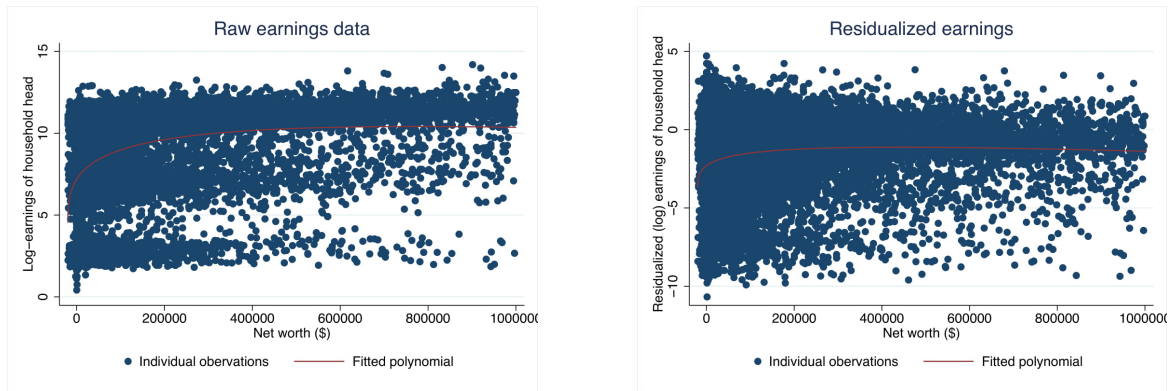 Raw earnings data
Log-earnings of household head
15
10
5
0
0 200000 400000 600000 800000 1000000
Net worth ($)
Individual obervations Fitted polynomial
Residualized earnings
Residualized (log) earnings of household head
5
0
-5
-10
0 200000 400000 600000 800000 1000000
Net worth ($)
Individual obervations Fitted polynomial